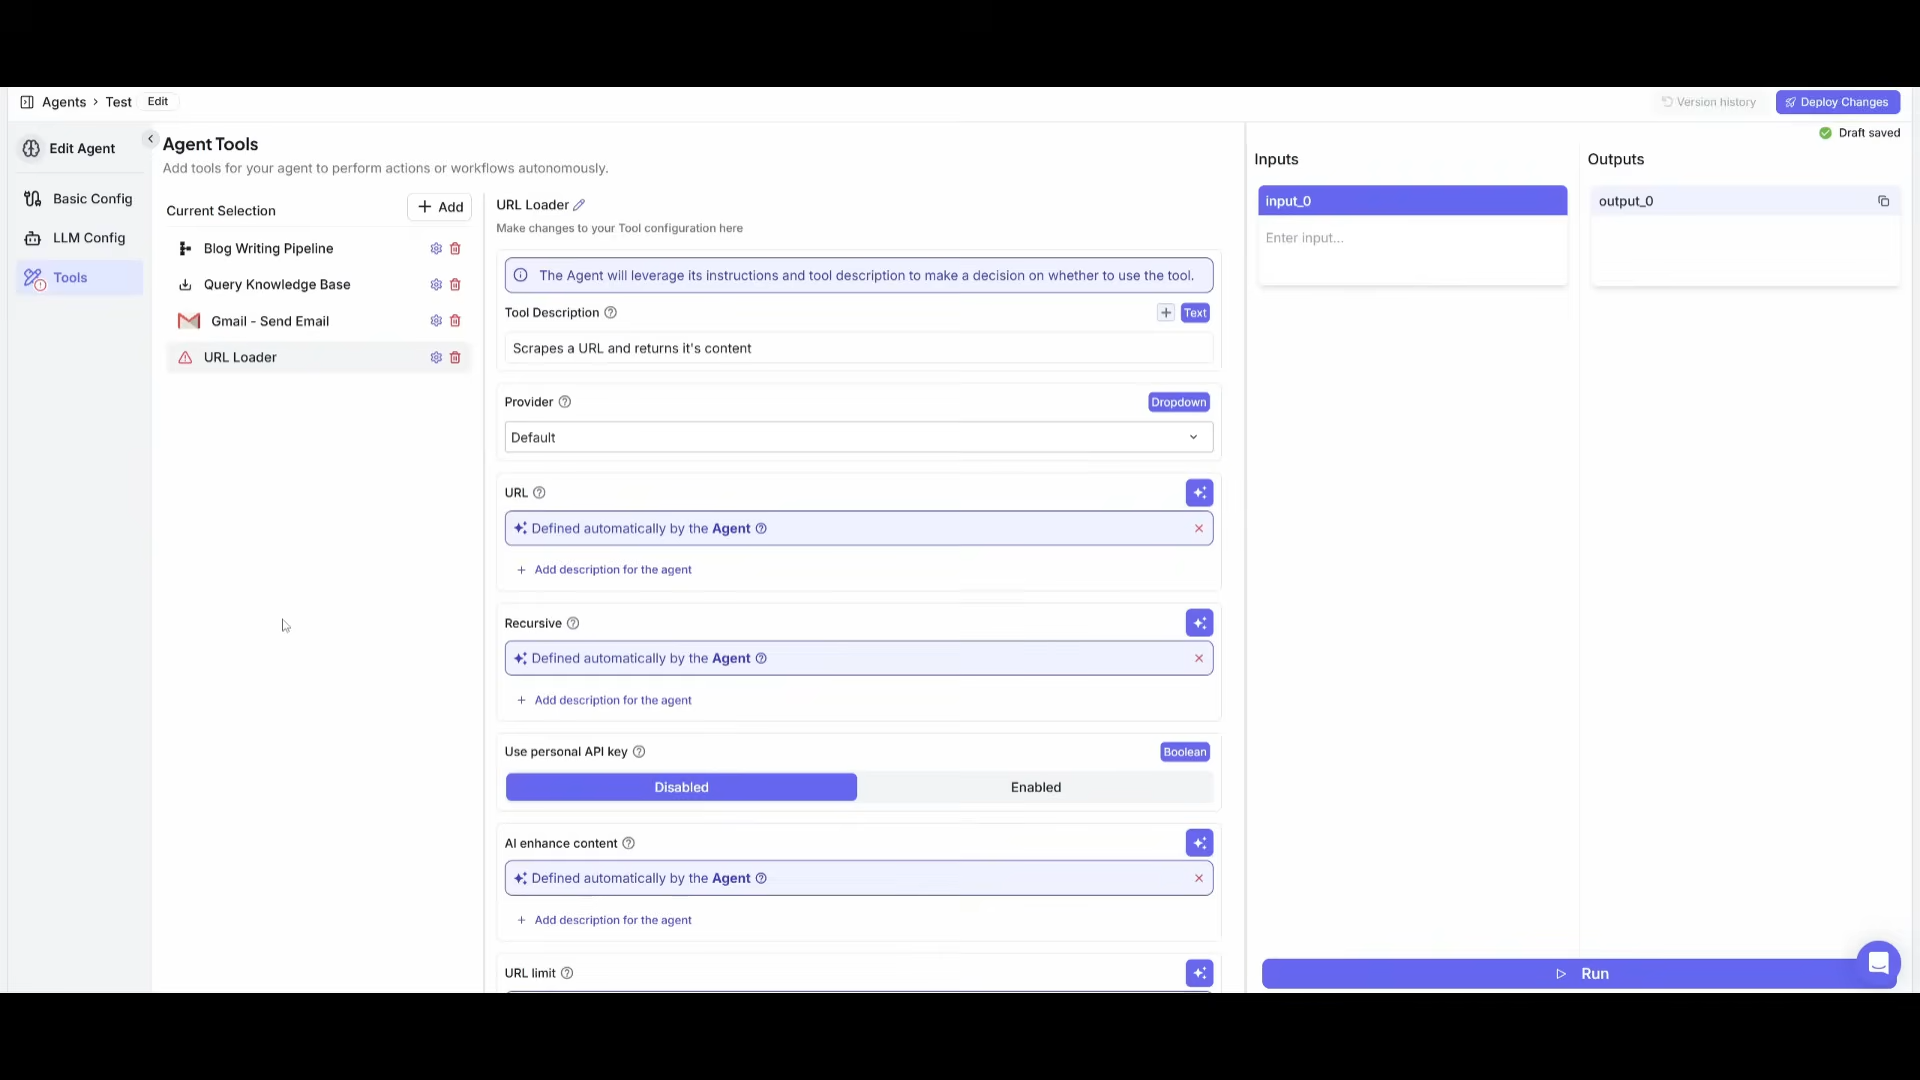 Agents > Test Edit
Version history
Deploy Changes
Draft saved
Edit Agent
Basic Config
LLM Config
Tools
Agent Tools
Add tools for your agent to perform actions or workflows autonomously.
Current Selection
+ Add
Blog Writing Pipeline
Query Knowledge Base
Gmail - Send Email
URL Loader
URL Loader
Make changes to your Tool configuration here
The Agent will leverage its instructions and tool description to make a decision on whether to use the tool.
Tool Description
+ Text
Scrapes a URL and returns it's content
Provider
Dropdown
Default
URL
Defined automatically by the Agent
+ Add description for the agent
Recursive
Defined automatically by the Agent
+ Add description for the agent
Use personal API key
Boolean
Disabled
Enabled
AI enhance content
Defined automatically by the Agent
+ Add description for the agent
URL limit
Inputs
input_0
Enter input...
Outputs
output_0
Run